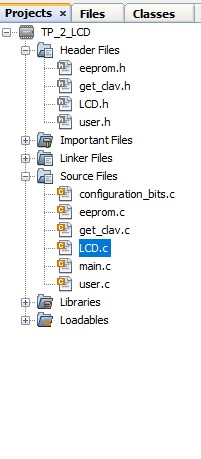 Projects × Files Classes
TP_2_LCD
Header Files
eeprom.h
get_clav.h
LCD.h
user.h
Important Files
Linker Files
Source Files
configuration_bits.c
eeprom.c
get_clav.c
LCD.c
main.c
user.c
Libraries
Loadables